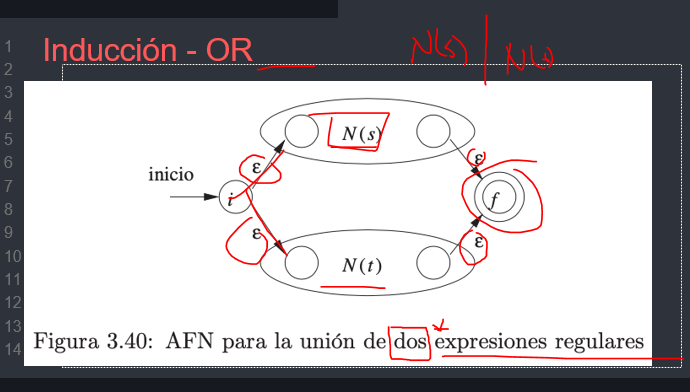 Inducción - OR
N(s) | N(s)
1
2
3
4
5
6
7
8
9
10
11
12
13
14
N(s)
ε
ε
inicio
i
f
ε
ε
N(t)
Figura 3.40: AFN para la unión de dos expresiones regulares